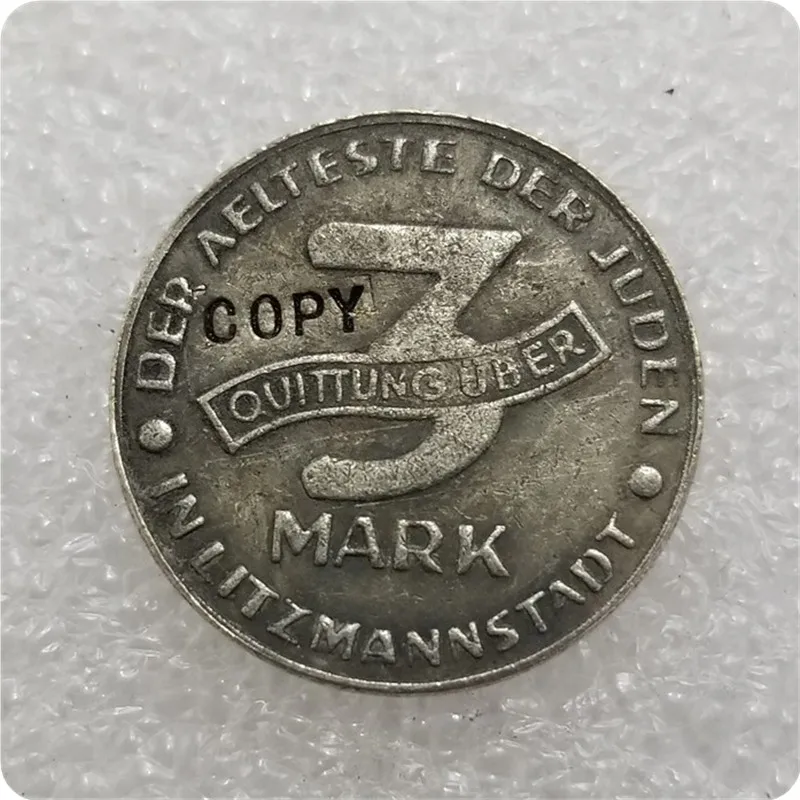 DER AELTESTE DER JUDEN
COPY
3
QUITTUNG ÜBER
MARK
IN LITZMANNSTADT